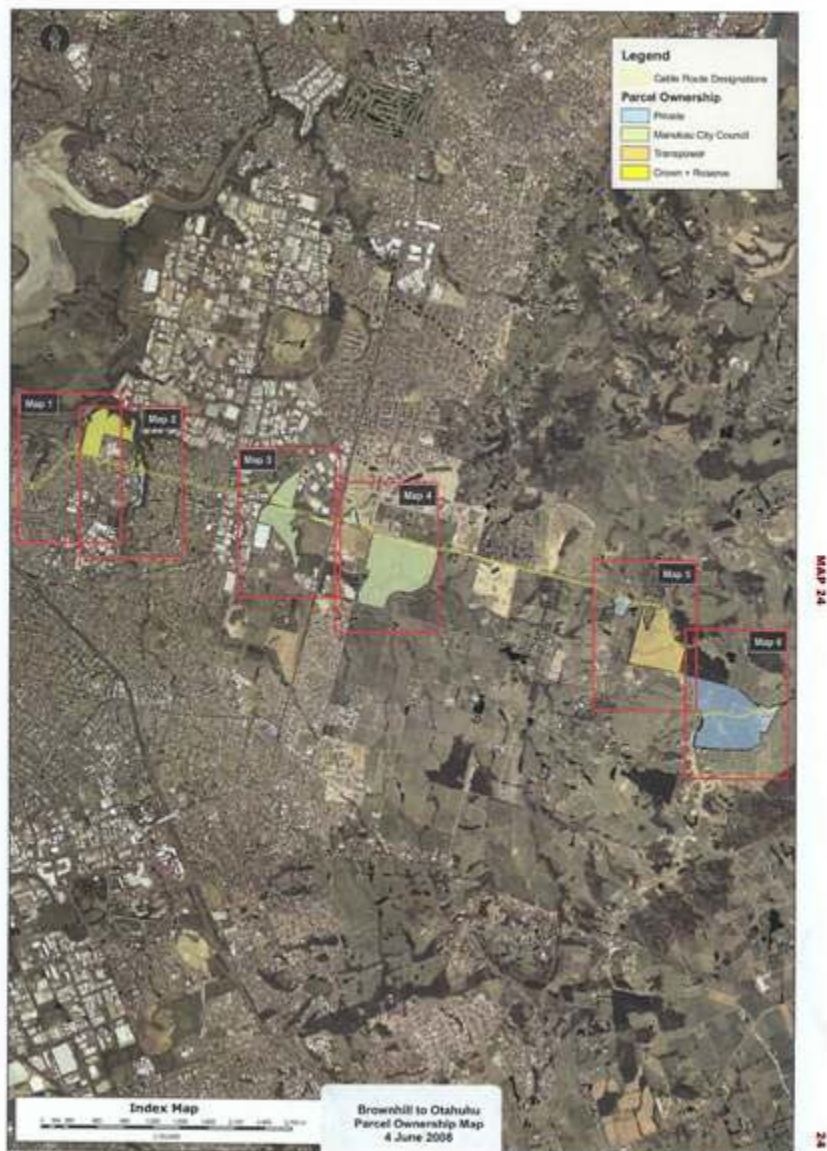 Legend
Cable Route Designations
Parcel Ownership
Private
Manukau City Council
Transpower
Crown + Reserve
Map 1
Map 2
Map 3
Map 4
Map 5
Map 6
MAP 24
Index Map
Brownhill to Otahuhu
Parcel Ownership Map
4 June 2008
24